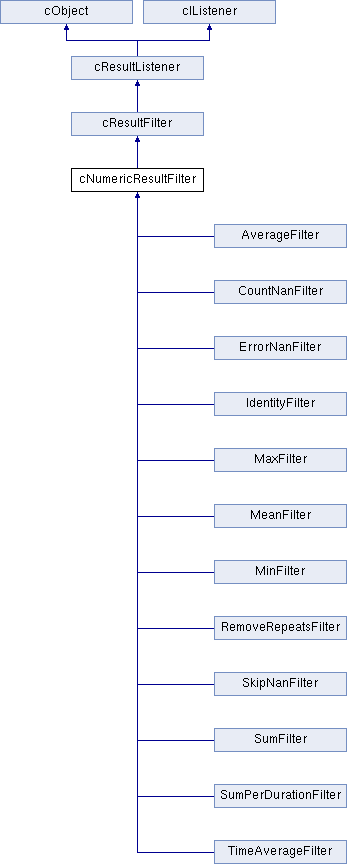 cObject
cIListener
cResultListener
cResultFilter
cNumericResultFilter
AverageFilter
CountNanFilter
ErrorNanFilter
IdentityFilter
MaxFilter
MeanFilter
MinFilter
RemoveRepeatsFilter
SkipNanFilter
SumFilter
SumPerDurationFilter
TimeAverageFilter